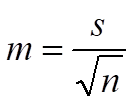 m = s / √n